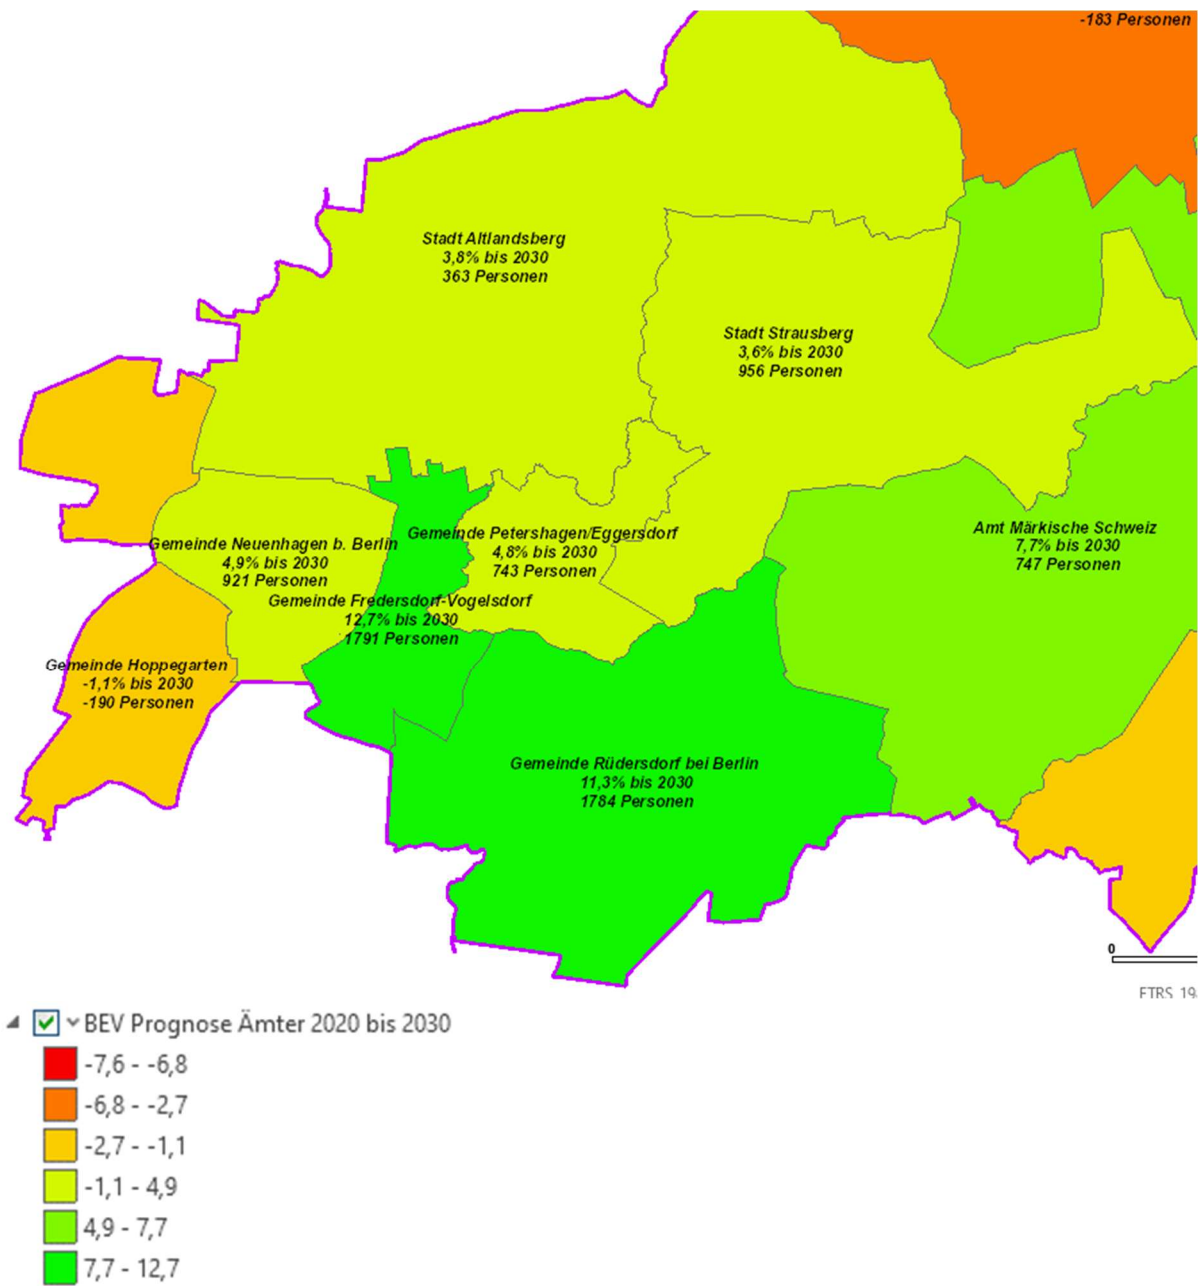 -183 Personen
Stadt Altlandsberg
3,8% bis 2030
363 Personen
Stadt Strausberg
3,6% bis 2030
956 Personen
Amt Märkische Schweiz
7,7% bis 2030
747 Personen
Gemeinde Petershagen/Eggersdorf
4,8% bis 2030
743 Personen
Gemeinde Neuenhagen b. Berlin
4,9% bis 2030
921 Personen
Gemeinde Fredersdorf-Vogelsdorf
12,7% bis 2030
1791 Personen
Gemeinde Hoppegarten
-1,1% bis 2030
-190 Personen
Gemeinde Rüdersdorf bei Berlin
11,3% bis 2030
1784 Personen
0
ETRS 19
BEV Prognose Ämter 2020 bis 2030
-7,6 - -6,8
-6,8 - -2,7
-2,7 - -1,1
-1,1 - 4,9
4,9 - 7,7
7,7 - 12,7